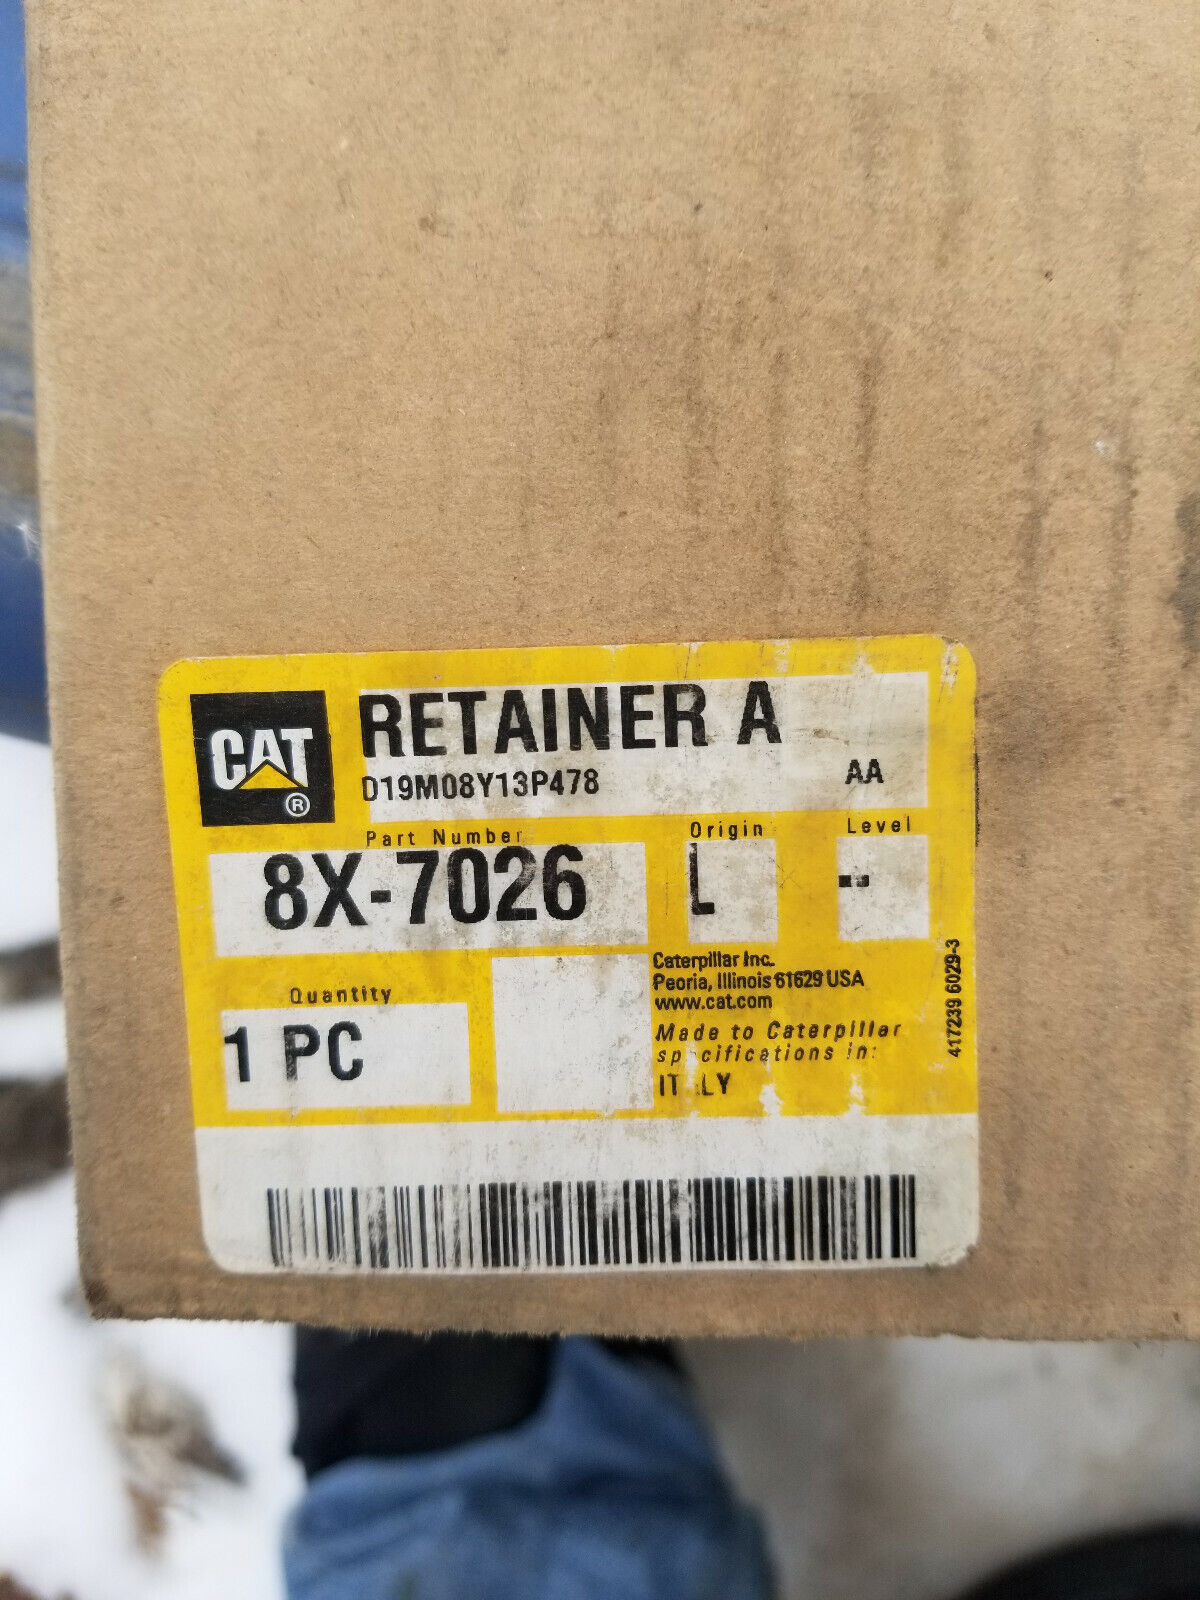 CAT
®
RETAINER A
D19M08Y13P478 AA
Part Number Origin Level
8X-7026 L --
Caterpillar Inc.
Peoria, Illinois 61629 USA
www.cat.com
Quantity
1 PC
Made to Caterpillar
specifications in:
ITALY
417239 6029-3